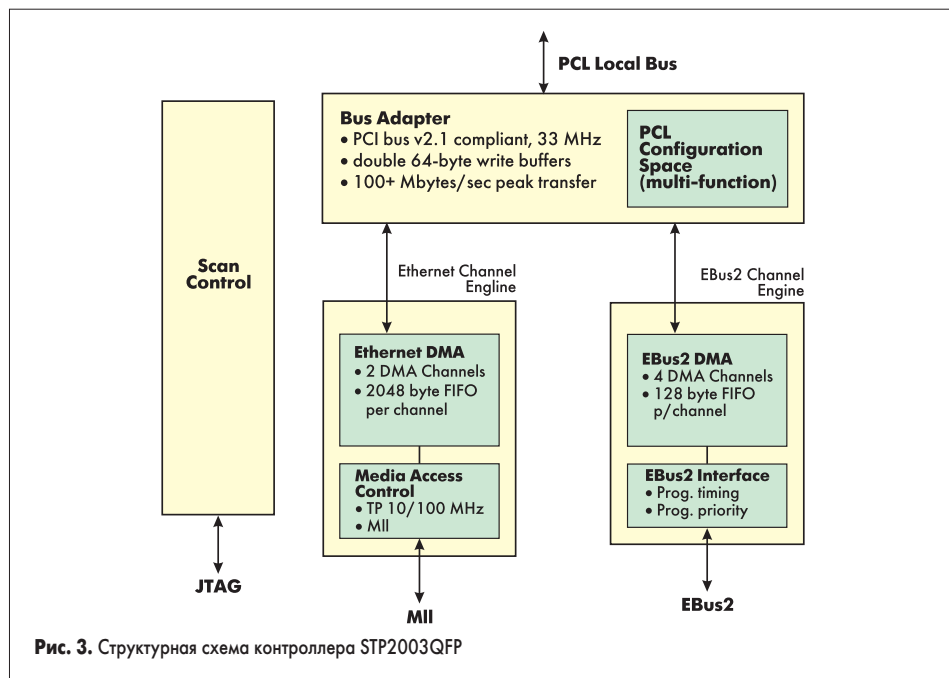 PCL Local Bus
Bus Adapter
• PCI bus v2.1 compliant, 33 MHz
• double 64-byte write buffers
• 100+ Mbytes/sec peak transfer
PCL
Configuration
Space
(multi-function)
Scan
Control
Ethernet Channel
Engline
EBus2 Channel
Engine
Ethernet DMA
• 2 DMA Channels
• 2048 byte FIFO
per channel
EBus2 DMA
• 4 DMA Channels
• 128 byte FIFO
p/channel
Media Access
Control
• TP 10/100 MHz
• Mll
EBus2 Interface
• Prog. timing
• Prog. priority
JTAG
Mll
EBus2
Рис. 3. Структурная схема контроллера STP2003QFP